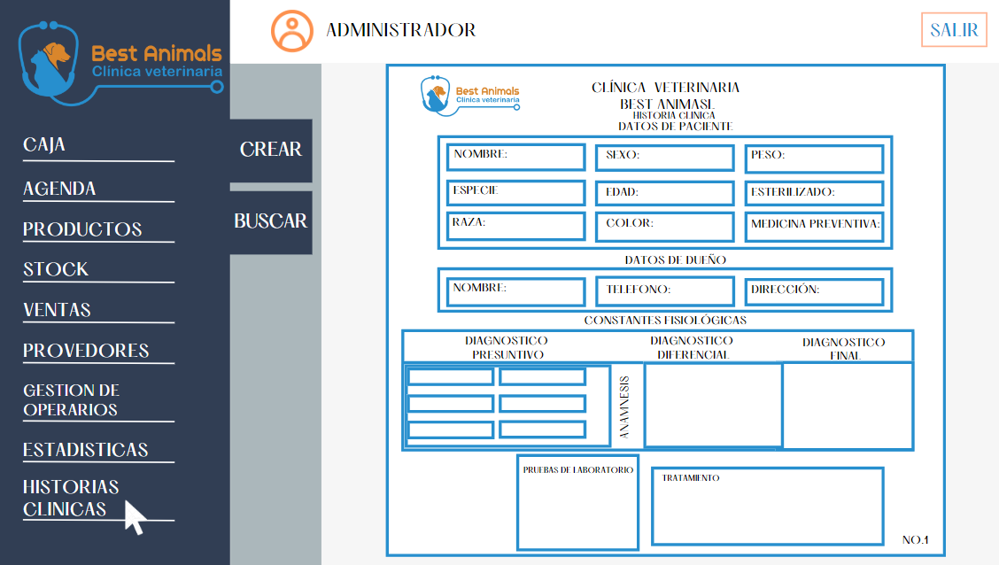 Best Animals
Clínica veterinaria
ADMINISTRADOR
SALIR
CAJA
AGENDA
PRODUCTOS
STOCK
VENTAS
PROVEDORES
GESTION DE
OPERARIOS
ESTADISTICAS
HISTORIAS
CLINICAS
CREAR
BUSCAR
Best Animals
Clínica veterinaria
CLÍNICA VETERINARIA
BEST ANIMASL
HISTORIA CLINICA
DATOS DE PACIENTE
NOMBRE: SEXO: PESO:
ESPECIE EDAD: ESTERILIZADO:
RAZA: COLOR: MEDICINA PREVENTIVA:
DATOS DE DUEÑO
NOMBRE: TELEFONO: DIRECCIÓN:
CONSTANTES FISIOLÓGICAS
DIAGNOSTICO
PRESUNTIVO
DIAGNOSTICO
DIFERENCIAL
DIAGNOSTICO
FINAL
ANAMNESIS
PRUEBAS DE LABORATORIO
TRATAMIENTO
NO.1